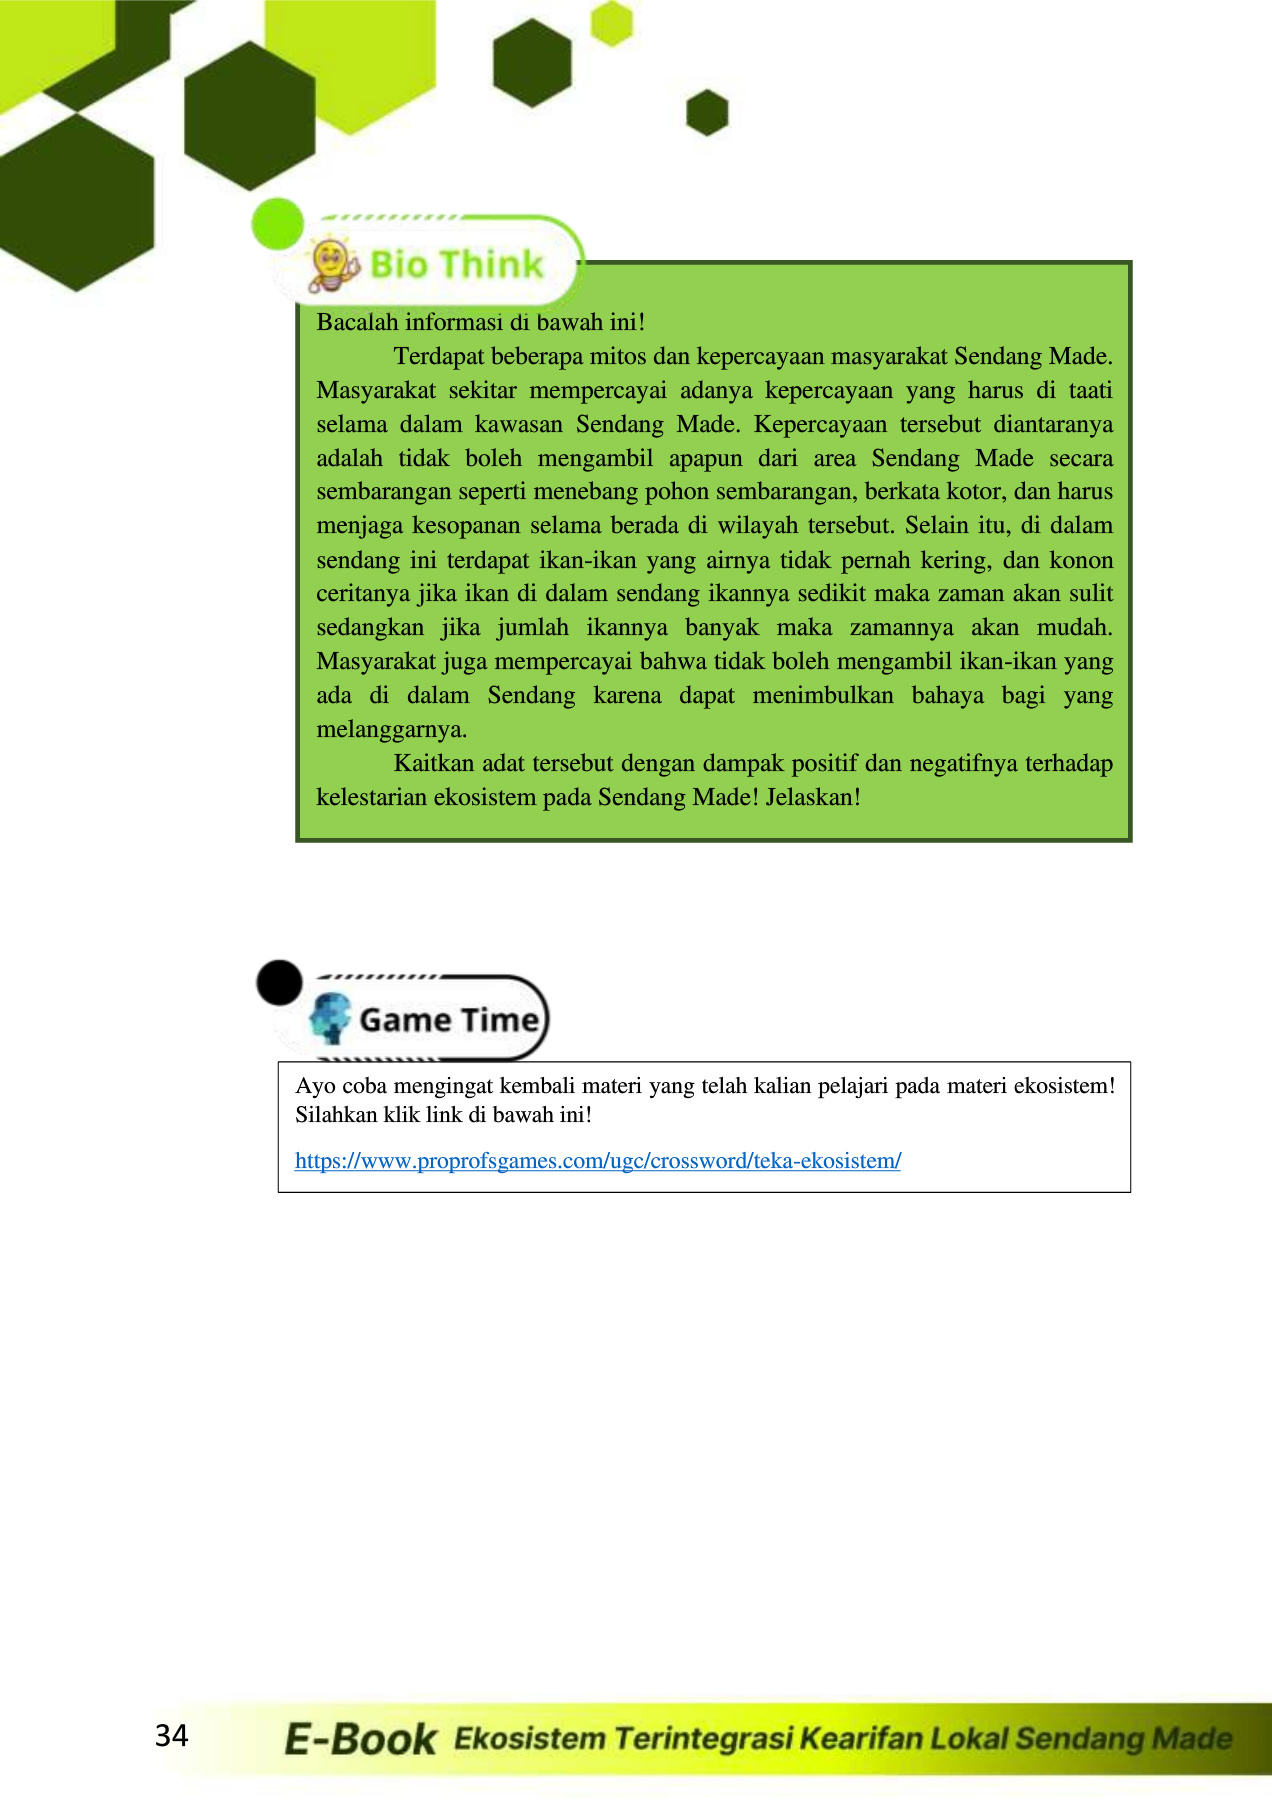 Bio Think
Bacalah informasi di bawah ini!
Terdapat beberapa mitos dan kepercayaan masyarakat Sendang Made.
Masyarakat sekitar mempercayai adanya kepercayaan yang harus di taati
selama dalam kawasan Sendang Made. Kepercayaan tersebut diantaranya
adalah tidak boleh mengambil apapun dari area Sendang Made secara
sembarangan seperti menebang pohon sembarangan, berkata kotor, dan harus
menjaga kesopanan selama berada di wilayah tersebut. Selain itu, di dalam
sendang ini terdapat ikan-ikan yang airnya tidak pernah kering, dan konon
ceritanya jika ikan di dalam sendang ikannya sedikit maka zaman akan sulit
sedangkan jika jumlah ikannya banyak maka zamannya akan mudah.
Masyarakat juga mempercayai bahwa tidak boleh mengambil ikan-ikan yang
ada di dalam Sendang karena dapat menimbulkan bahaya bagi yang
melanggarnya.
Kaitkan adat tersebut dengan dampak positif dan negatifnya terhadap
kelestarian ekosistem pada Sendang Made! Jelaskan!
Game Time
Ayo coba mengingat kembali materi yang telah kalian pelajari pada materi ekosistem!
Silahkan klik link di bawah ini!
https://www.proprofsgames.com/ugc/crossword/teka-ekosistem/
34
E-Book Ekosistem Terintegrasi Kearifan Lokal Sendang Made